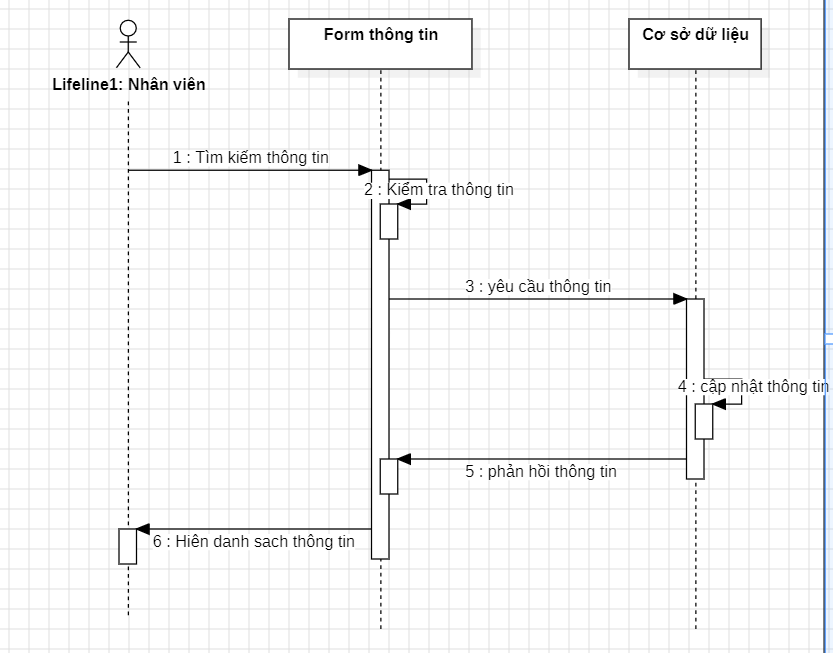 Form thông tin
Cơ sở dữ liệu
Lifeline1: Nhân viên
1 : Tìm kiếm thông tin
2 : Kiểm tra thông tin
3 : yêu cầu thông tin
4 : cập nhật thông tin
5 : phản hồi thông tin
6 : Hiên danh sach thông tin